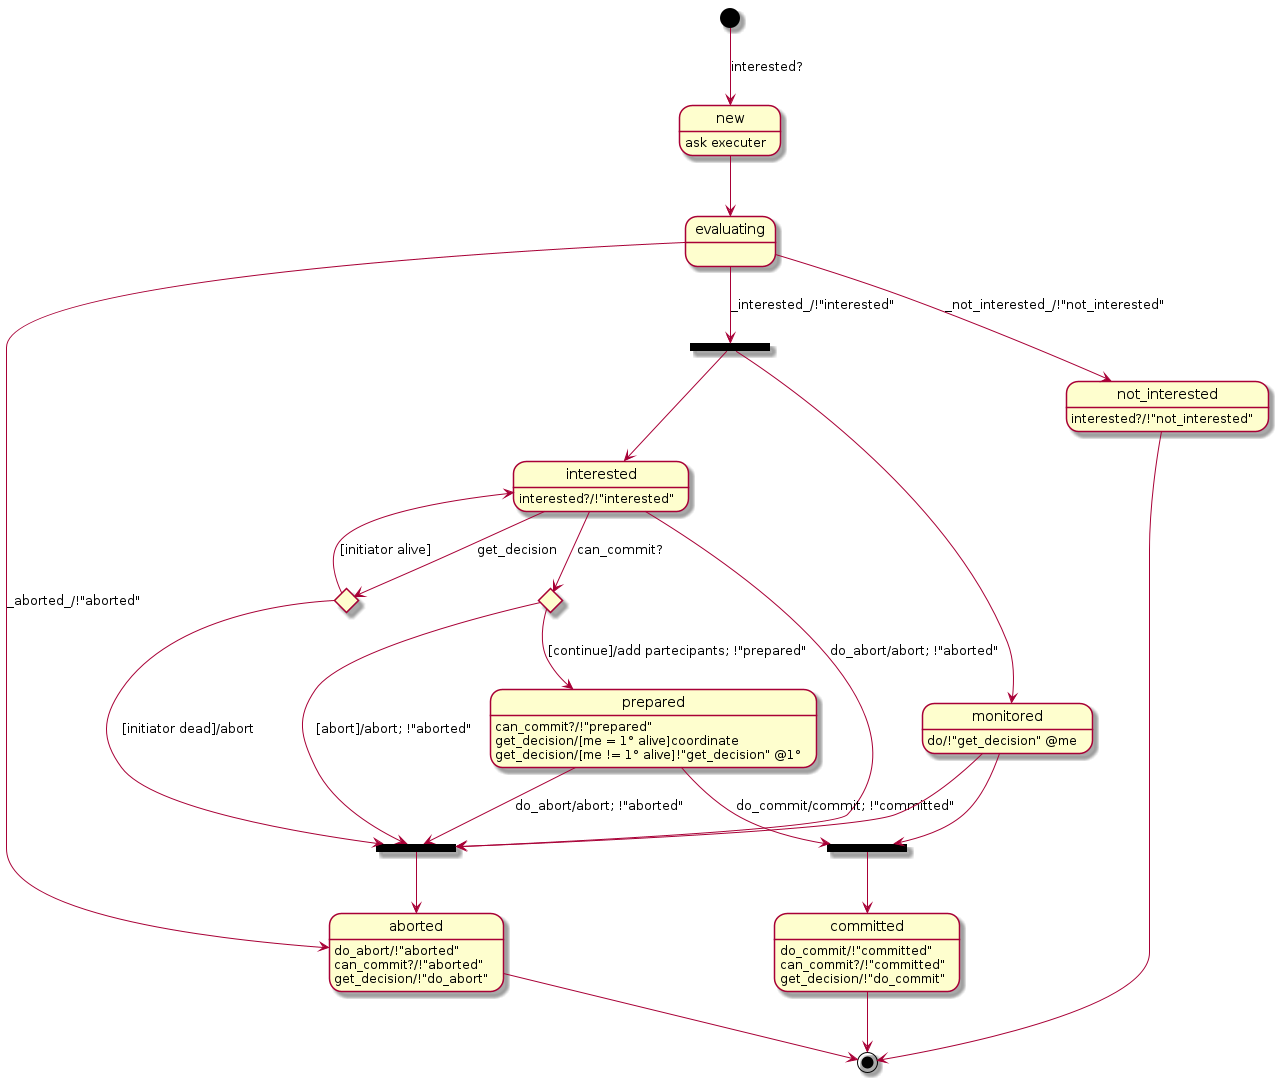 interested?
new
ask executer
evaluating
_interested_/!"interested"
_not_interested_/!"not_interested"
not_interested
interested?/!"not_interested"
interested
interested?/!"interested"
[initiator alive]
get_decision
can_commit?
_aborted_/!"aborted"
[continue]/add partecipants; !"prepared"
do_abort/abort; !"aborted"
prepared
can_commit?/!"prepared"
get_decision/[me = 1° alive]coordinate
get_decision/[me != 1° alive]!"get_decision" @1°
monitored
do/!"get_decision" @me
[initiator dead]/abort
[abort]/abort; !"aborted"
do_abort/abort; !"aborted"
do_commit/commit; !"committed"
aborted
do_abort/!"aborted"
can_commit?/!"aborted"
get_decision/!"do_abort"
committed
do_commit/!"committed"
can_commit?/!"committed"
get_decision/!"do_commit"